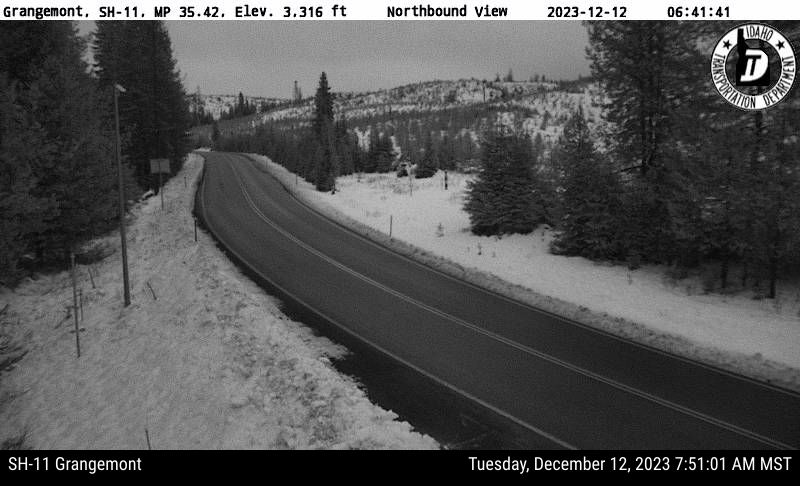 Grangemont, SH-11, MP 35.42, Elev. 3,316 ft Northbound View 2023-12-12 06:41:41
IDAHO
TRANSPORTATION DEPARTMENT
SH-11 Grangemont Tuesday, December 12, 2023 7:51:01 AM MST